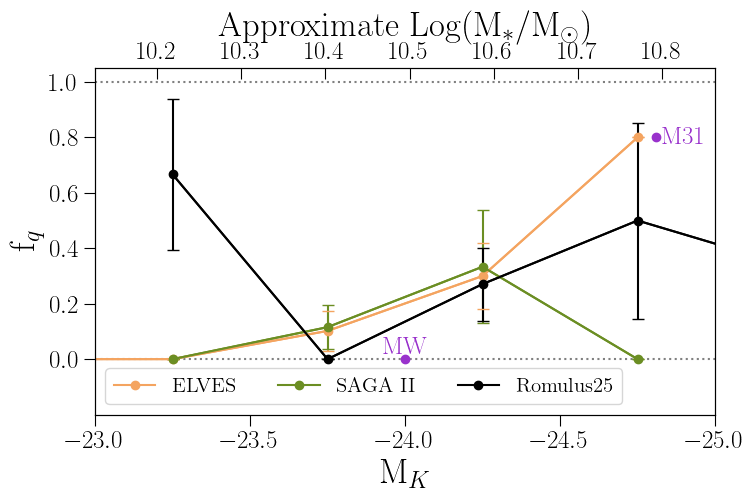 Approximate Log(M*/M☉)
10.2 10.3 10.4 10.5 10.6 10.7 10.8
1.0
0.8
0.6
0.4
0.2
0.0
f_q
M31
MW
ELVES SAGA II Romulus25
−23.0 −23.5 −24.0 −24.5 −25.0
M_K